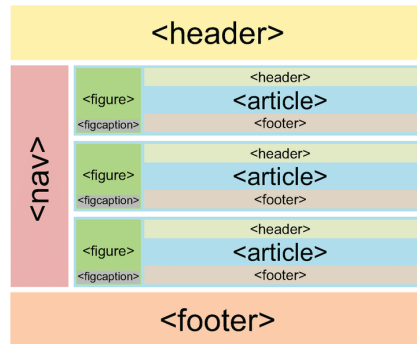 <header>
<nav>
<figure>
<figcaption>
<header>
<article>
<footer>
<figure>
<figcaption>
<header>
<article>
<footer>
<figure>
<figcaption>
<header>
<article>
<footer>
<footer>